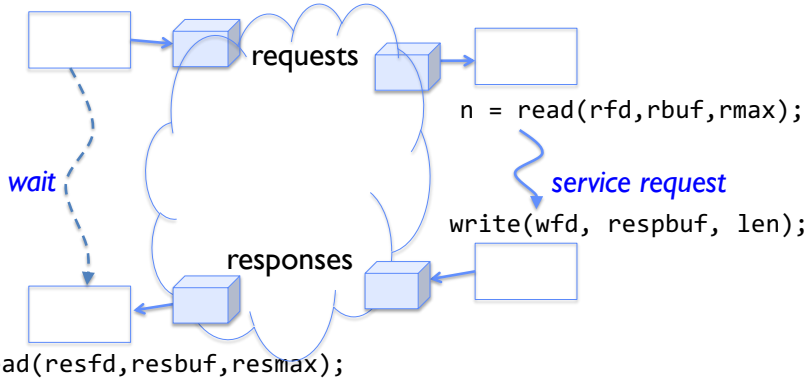 requests
n = read(rfd,rbuf,rmax);
wait
service request
write(wfd, respbuf, len);
responses
ad(resfd,resbuf,resmax);